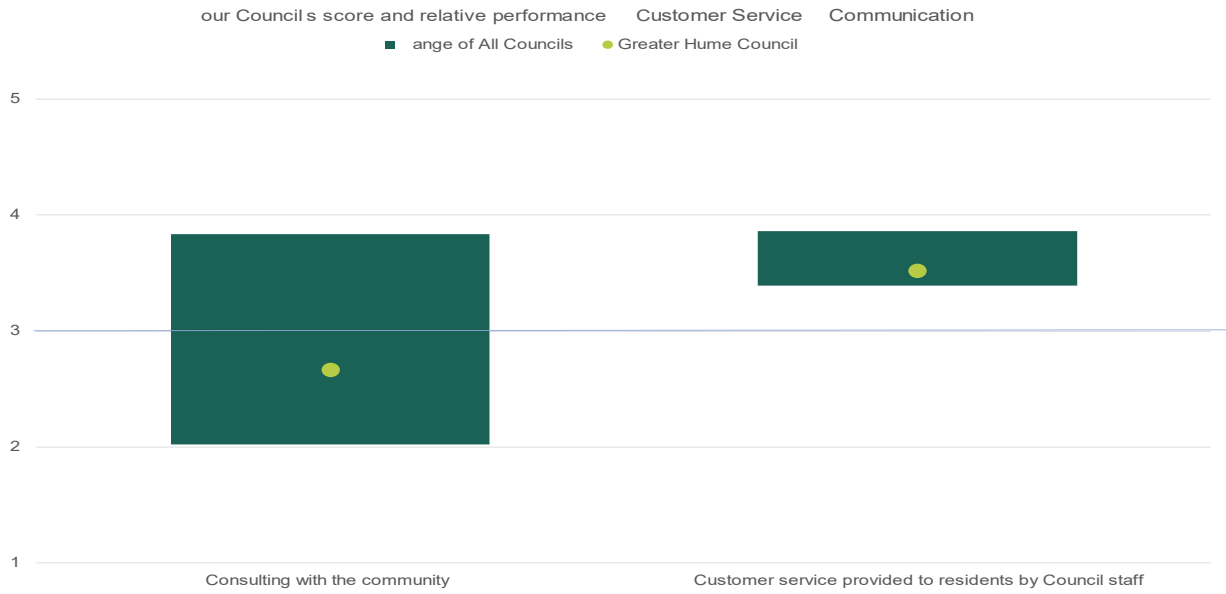 our Council s score and relative performance Customer Service Communication
ange of All Councils Greater Hume Council
5
4
3
2
1
Consulting with the community Customer service provided to residents by Council staff